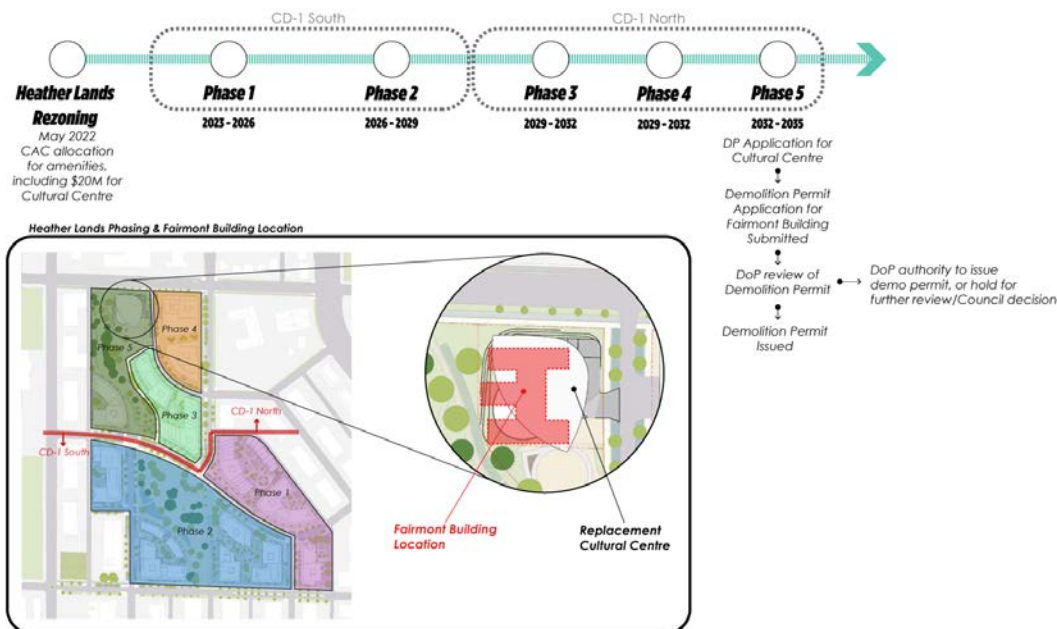 CD-1 South
CD-1 North
Heather Lands
Rezoning
May 2022
CAC allocation
for amenities,
including $20M for
Cultural Centre
Phase 1
2023 - 2026
Phase 2
2026 - 2029
Phase 3
2029 - 2032
Phase 4
2029 - 2032
Phase 5
2032 - 2035
DP Application for
Cultural Centre
Demolition Permit
Application for
Fairmont Building
Submitted
DoP review of
Demolition Permit
DoP authority to issue
demo permit, or hold for
further review/Council decision
Demolition Permit
Issued
Heather Lands Phasing & Fairmont Building Location
Phase 4
Phase 5
Phase 3
CD-1 North
CD-1 South
Phase 1
Phase 2
Fairmont Building
Location
Replacement
Cultural Centre